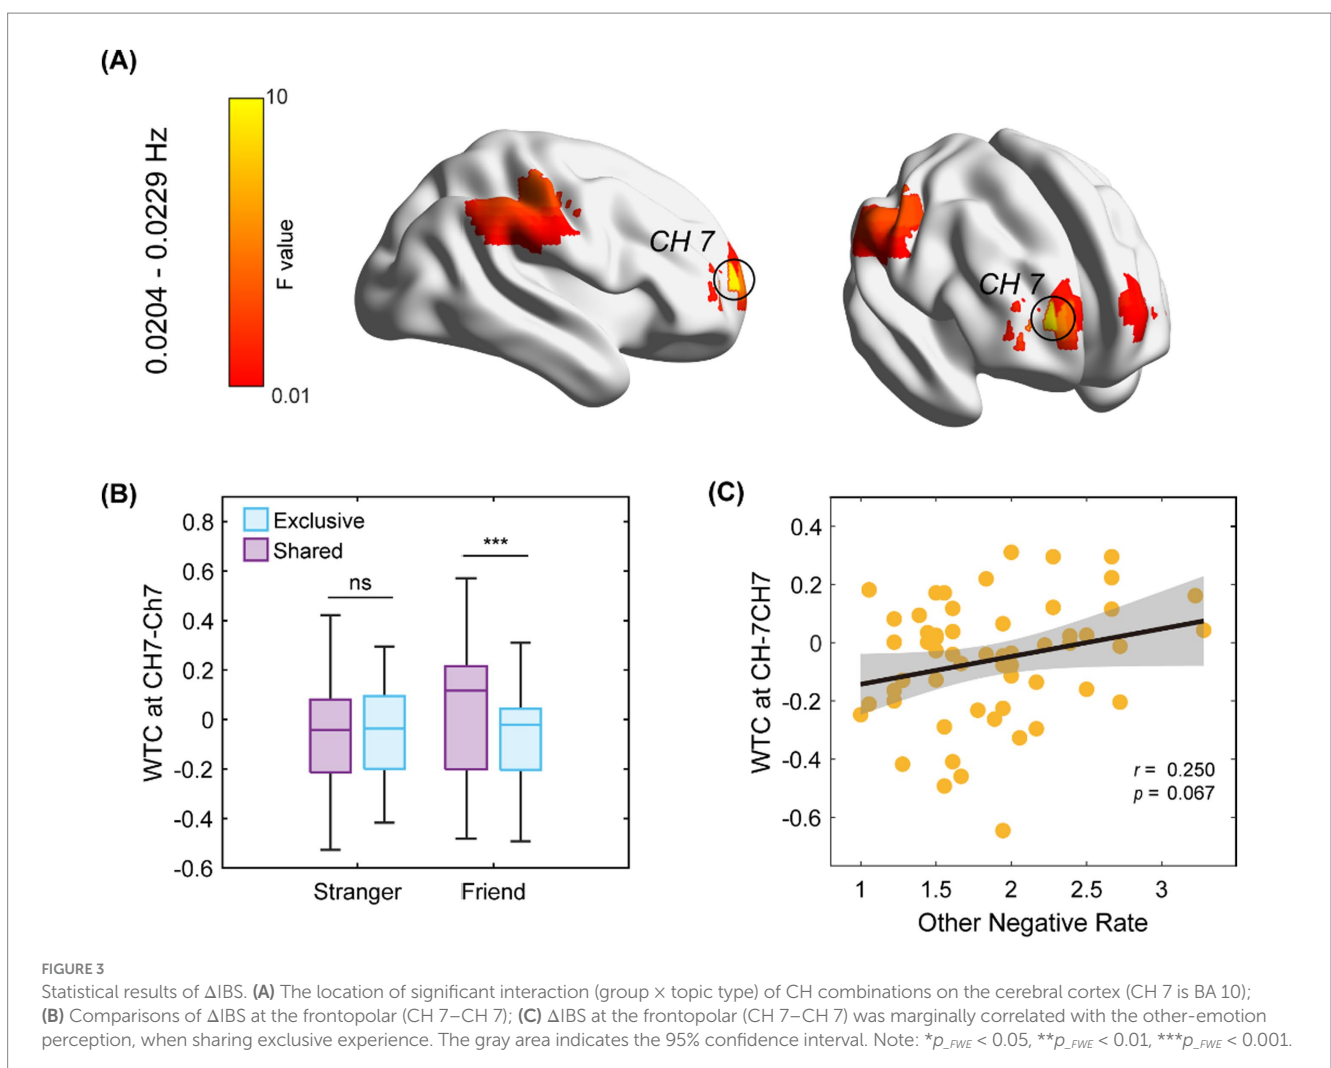 (A)
0.0204 - 0.0229 Hz
10
F value
0.01
CH 7
CH 7
(B)
WTC at CH7-Ch7
0.8
0.6
0.4
0.2
0
-0.2
-0.4
-0.6
Exclusive
Shared
ns
***
Stranger
Friend
(C)
WTC at CH-7CH7
0.4
0.2
0
-0.2
-0.4
-0.6
r = 0.250
p = 0.067
1
1.5
2
2.5
3
Other Negative Rate
FIGURE 3
Statistical results of ΔIBS. (A) The location of significant interaction (group × topic type) of CH combinations on the cerebral cortex (CH 7 is BA 10);
(B) Comparisons of ΔIBS at the frontopolar (CH 7–CH 7); (C) ΔIBS at the frontopolar (CH 7–CH 7) was marginally correlated with the other-emotion
perception, when sharing exclusive experience. The gray area indicates the 95% confidence interval. Note: *p_FWE < 0.05, **p_FWE < 0.01, ***p_FWE < 0.001.